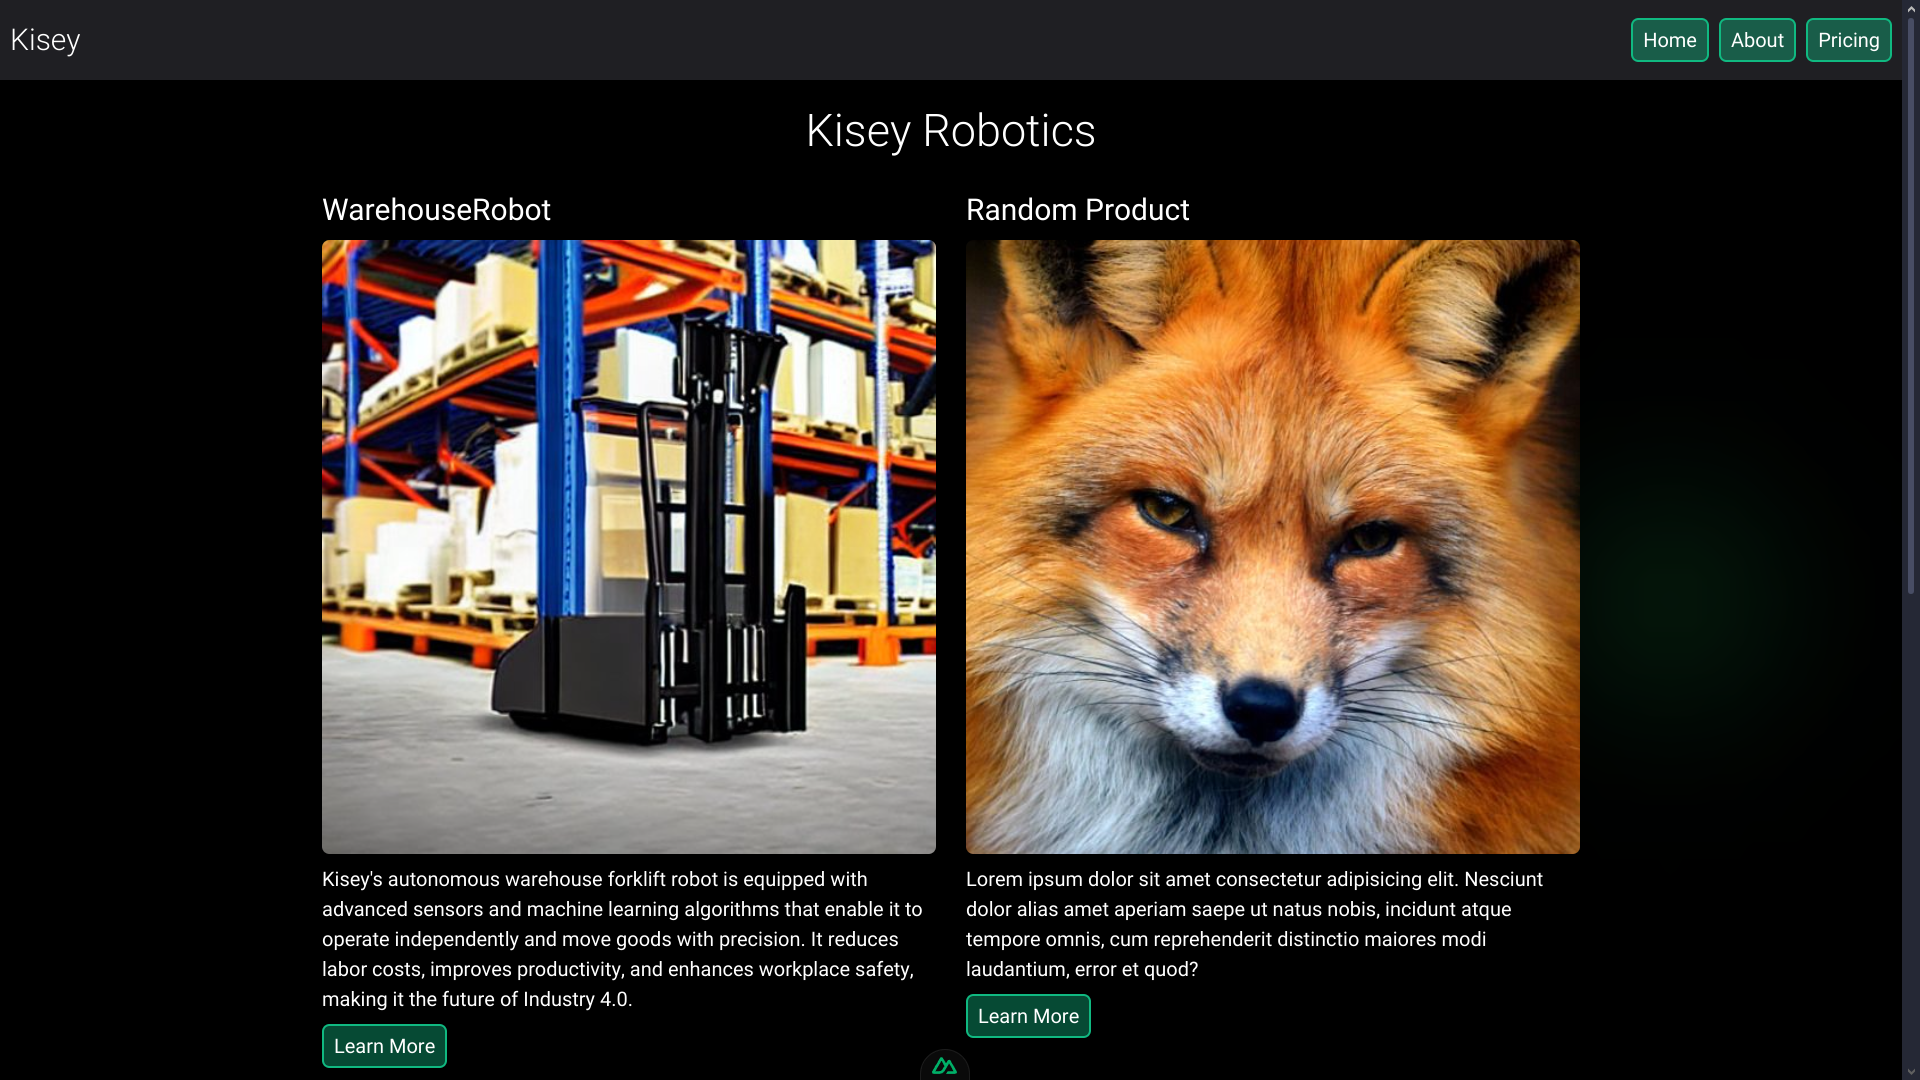 Kisey
Home
About
Pricing
Kisey Robotics
WarehouseRobot
Kisey's autonomous warehouse forklift robot is equipped with
advanced sensors and machine learning algorithms that enable it to
operate independently and move goods with precision. It reduces
labor costs, improves productivity, and enhances workplace safety,
making it the future of Industry 4.0.
Learn More
Random Product
Lorem ipsum dolor sit amet consectetur adipisicing elit. Nesciunt
dolor alias amet aperiam saepe ut natus nobis, incidunt atque
tempore omnis, cum reprehenderit distinctio maiores modi
laudantium, error et quod?
Learn More